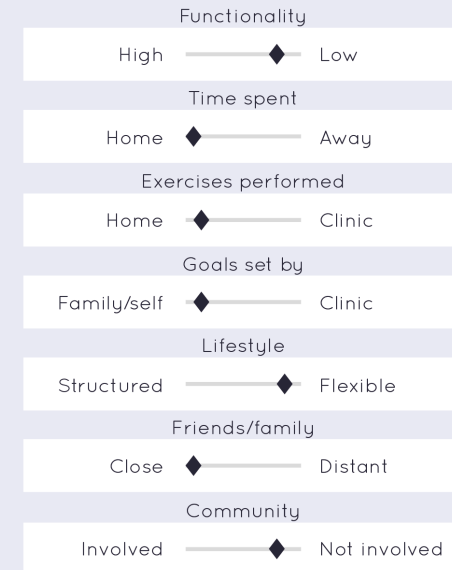 Functionality
High Low
Time spent
Home Away
Exercises performed
Home Clinic
Goals set by
Family/self Clinic
Lifestyle
Structured Flexible
Friends/family
Close Distant
Community
Involved Not involved